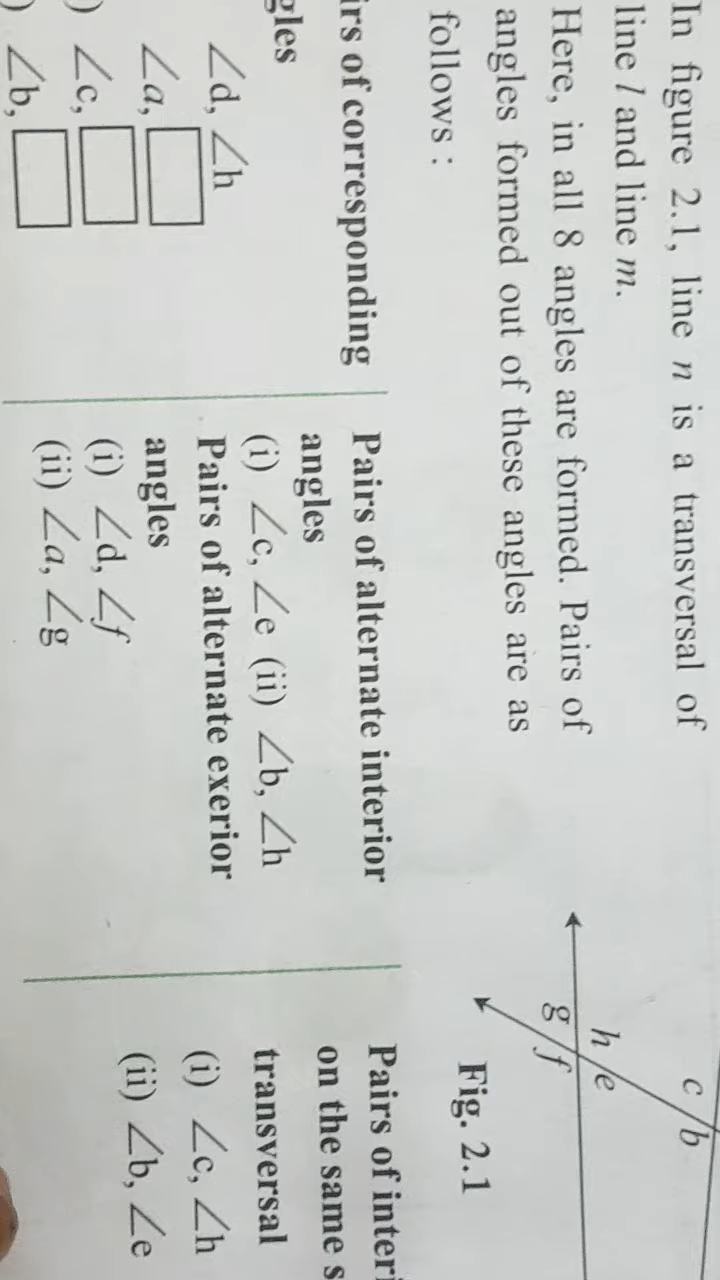 In figure 2.1, line n is a transversal of
line l and line m.
Here, in all 8 angles are formed. Pairs of
angles formed out of these angles are as
follows :
c b
h e
g f
Fig. 2.1
irs of corresponding
gles
∠d, ∠h
∠a,
) ∠c,
) ∠b,
Pairs of alternate interior
angles
(i) ∠c, ∠e (ii) ∠b, ∠h
Pairs of alternate exerior
angles
(i) ∠d, ∠f
(ii) ∠a, ∠g
Pairs of interi
on the same s
transversal
(i) ∠c, ∠h
(ii) ∠b, ∠e